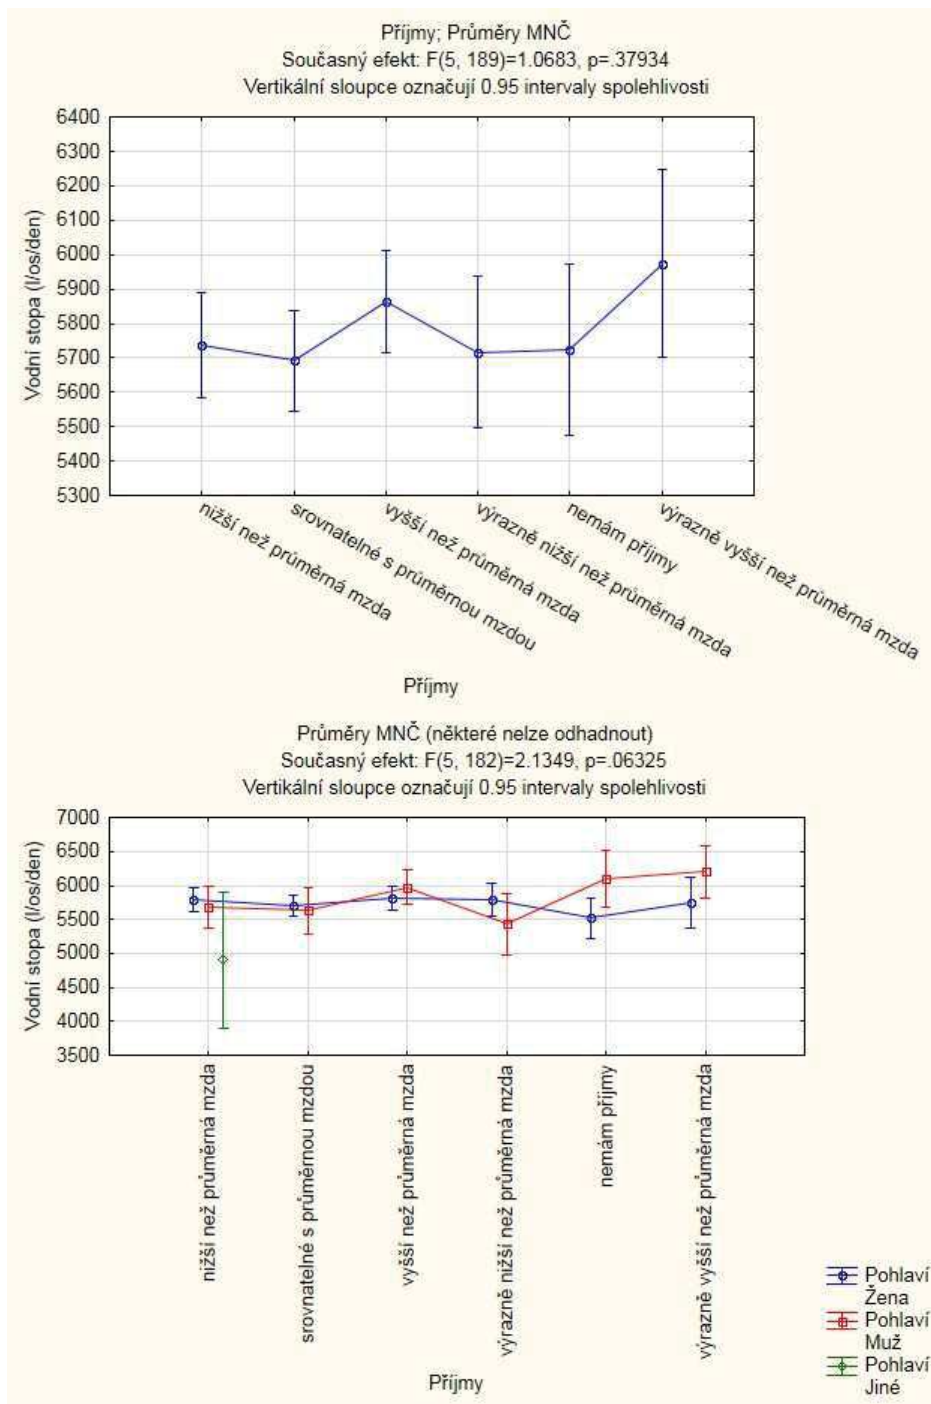 Příjmy; Průměry MNČ
Současný efekt: F(5, 189)=1.0683, p=.37934
Vertikální sloupce označují 0.95 intervaly spolehlivosti
6400
6300
6200
6100
6000
5900
5800
5700
5600
5500
5400
5300
Vodní stopa (l/os/den)
nižší než průměrná mzda
srovnatelné s průměrnou mzdou
vyšší než průměrná mzda
výrazně nižší než průměrná mzda
nemám příjmy
výrazně vyšší než průměrná mzda
Příjmy
Průměry MNČ (některé nelze odhadnout)
Současný efekt: F(5, 182)=2.1349, p=.06325
Vertikální sloupce označují 0.95 intervaly spolehlivosti
7000
6500
6000
5500
5000
4500
4000
3500
Vodní stopa (l/os/den)
nižší než průměrná mzda
srovnatelné s průměrnou mzdou
vyšší než průměrná mzda
výrazně nižší než průměrná mzda
nemám příjmy
výrazně vyšší než průměrná mzda
Příjmy
Pohlaví
Žena
Pohlaví
Muž
Pohlaví
Jiné